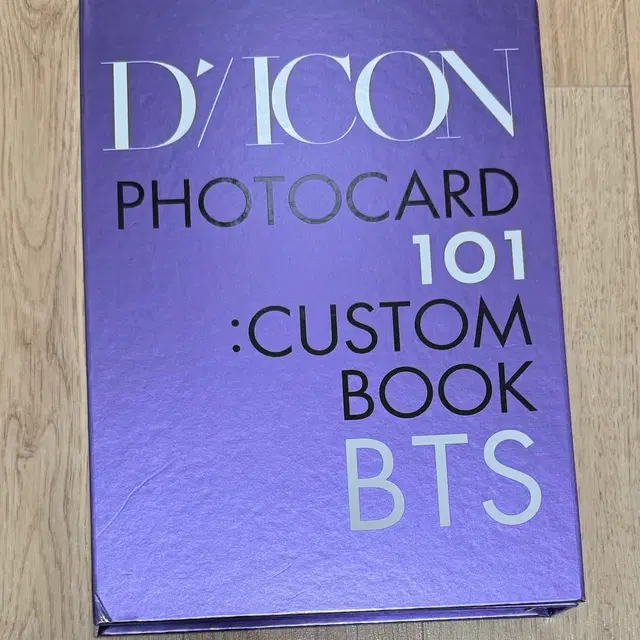 D'/ICON
PHOTOCARD
101
:CUSTOM
BOOK
BTS